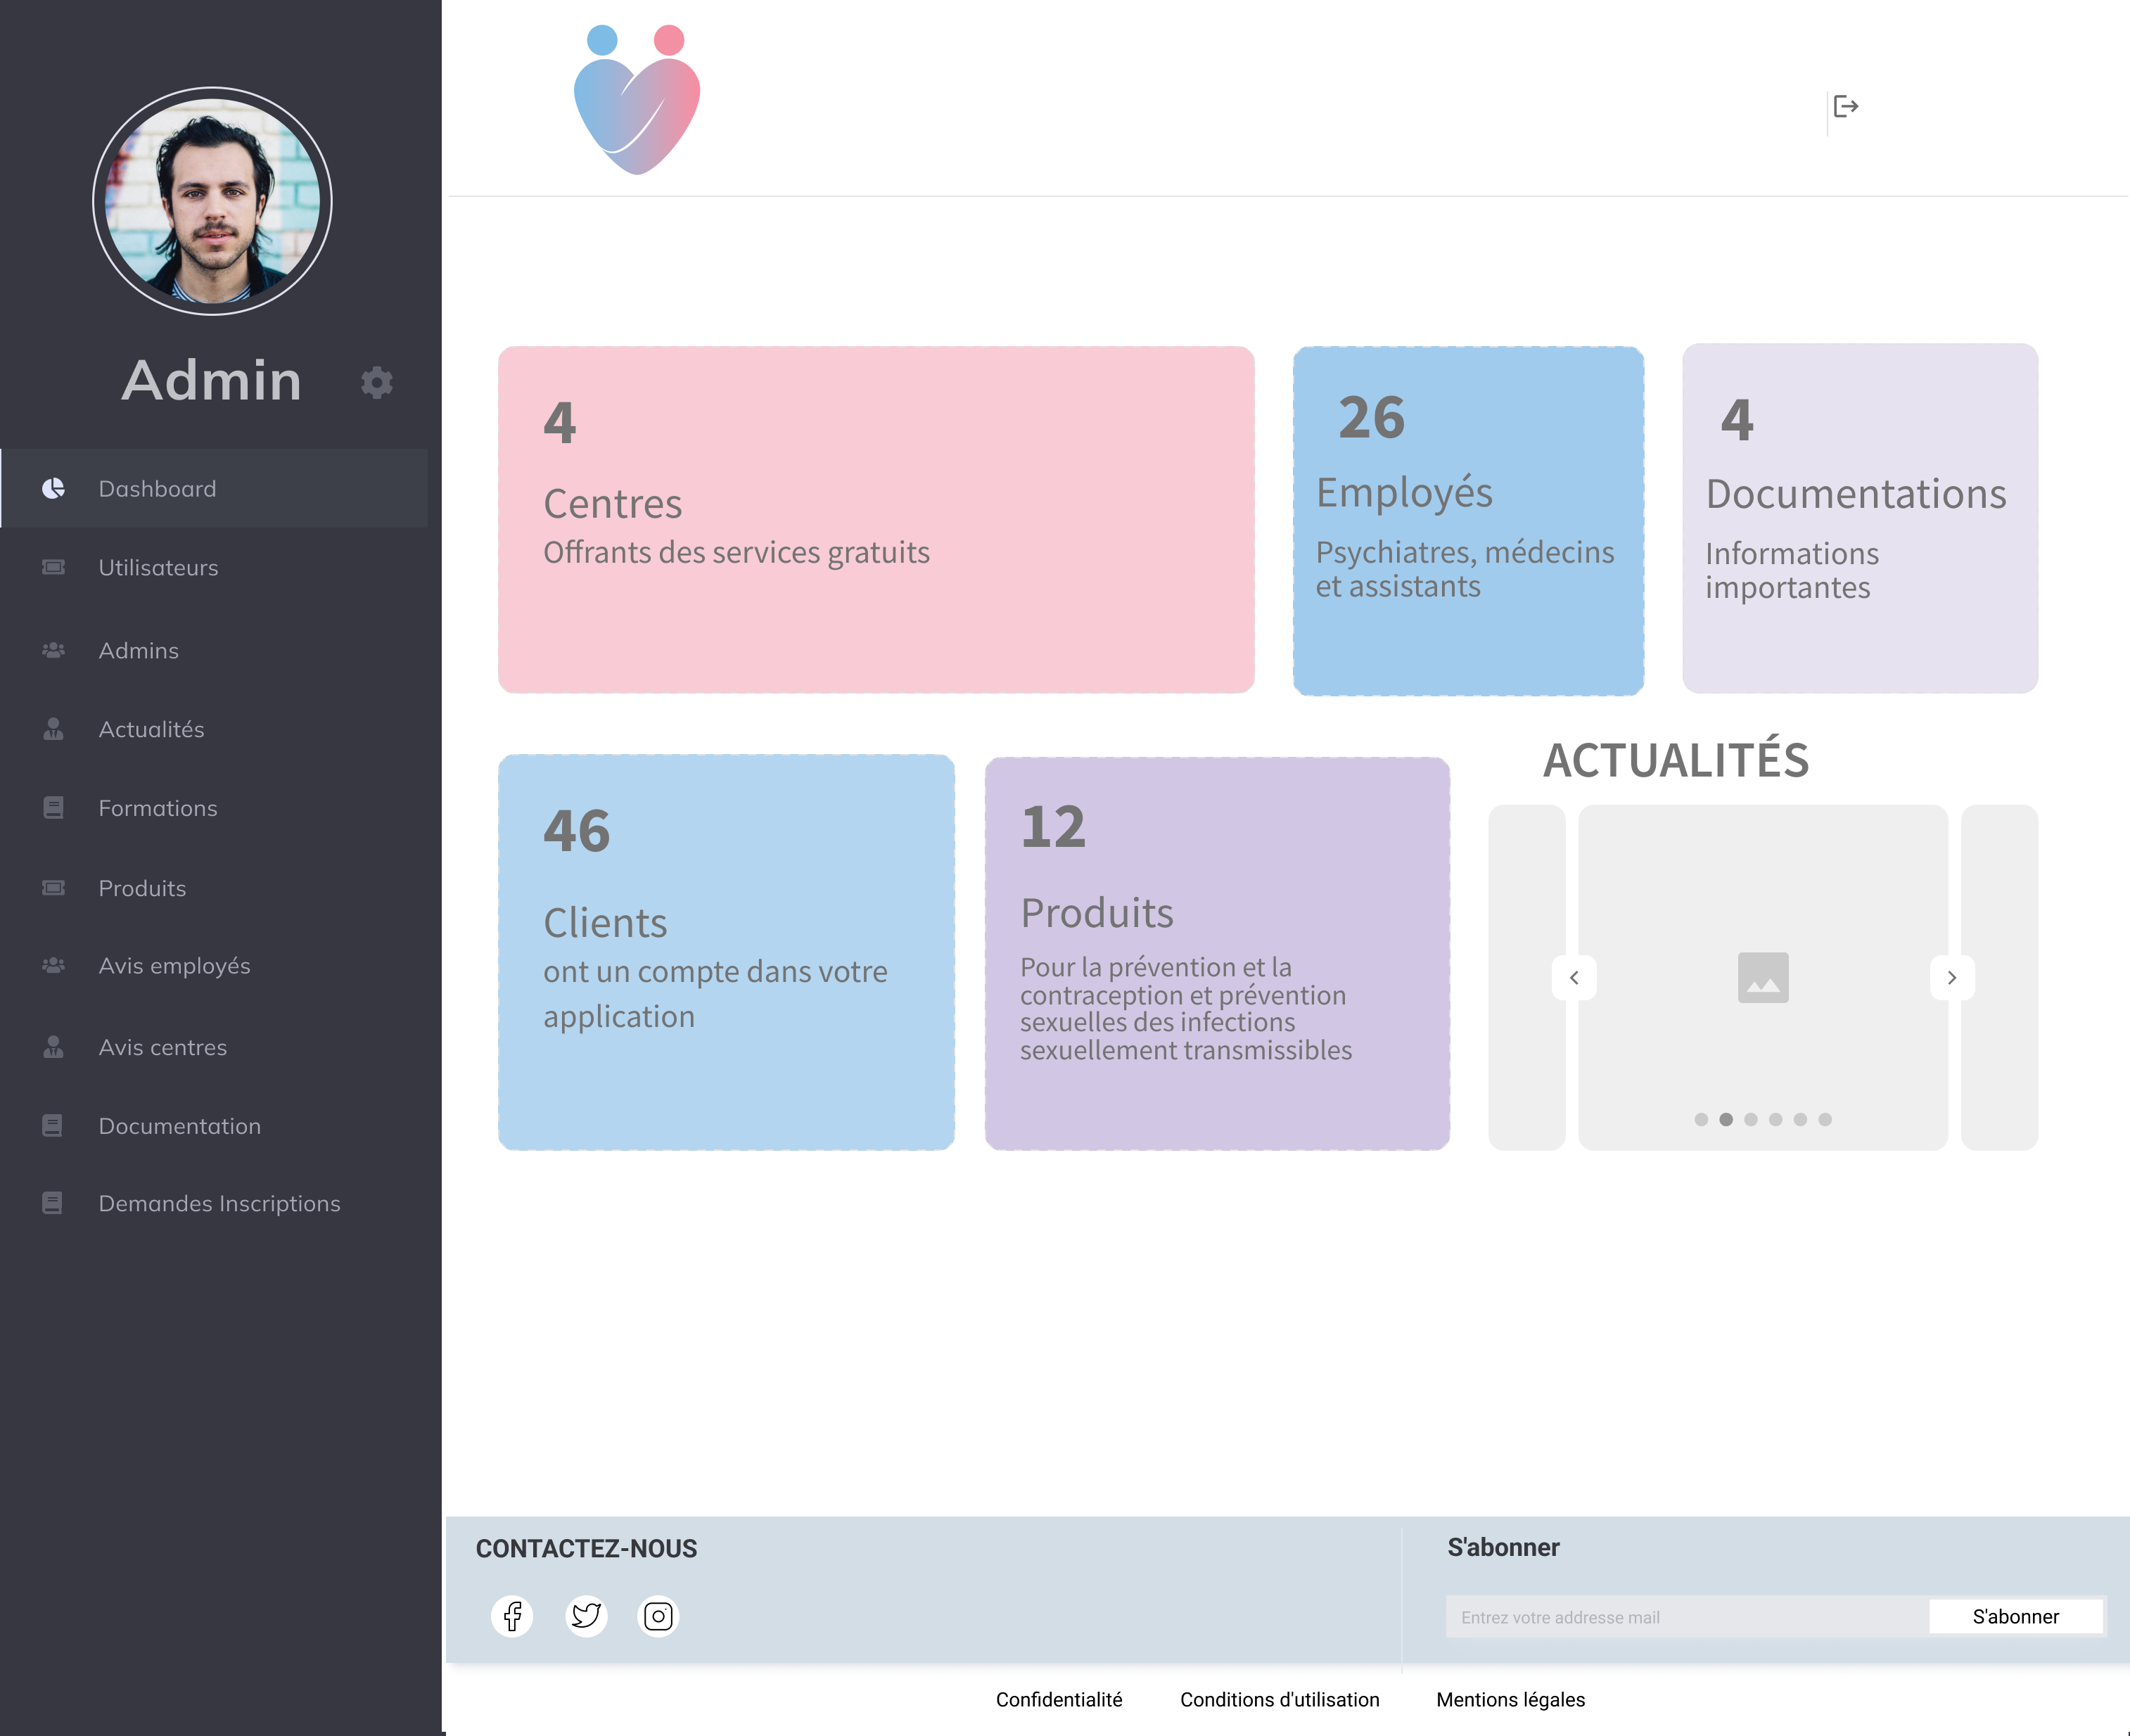 Admin
Dashboard
Utilisateurs
Admins
Actualités
Formations
Produits
Avis employés
Avis centres
Documentation
Demandes Inscriptions
4
Centres
Offrants des services gratuits
26
Employés
Psychiatres, médecins
et assistants
4
Documentations
Informations
importantes
46
Clients
ont un compte dans votre
application
12
Produits
Pour la prévention et la
contraception et prévention
sexuelles des infections
sexuellement transmissibles
ACTUALITÉS
CONTACTEZ-NOUS
S'abonner
Entrez votre addresse mail
S'abonner
Confidentialité
Conditions d'utilisation
Mentions légales